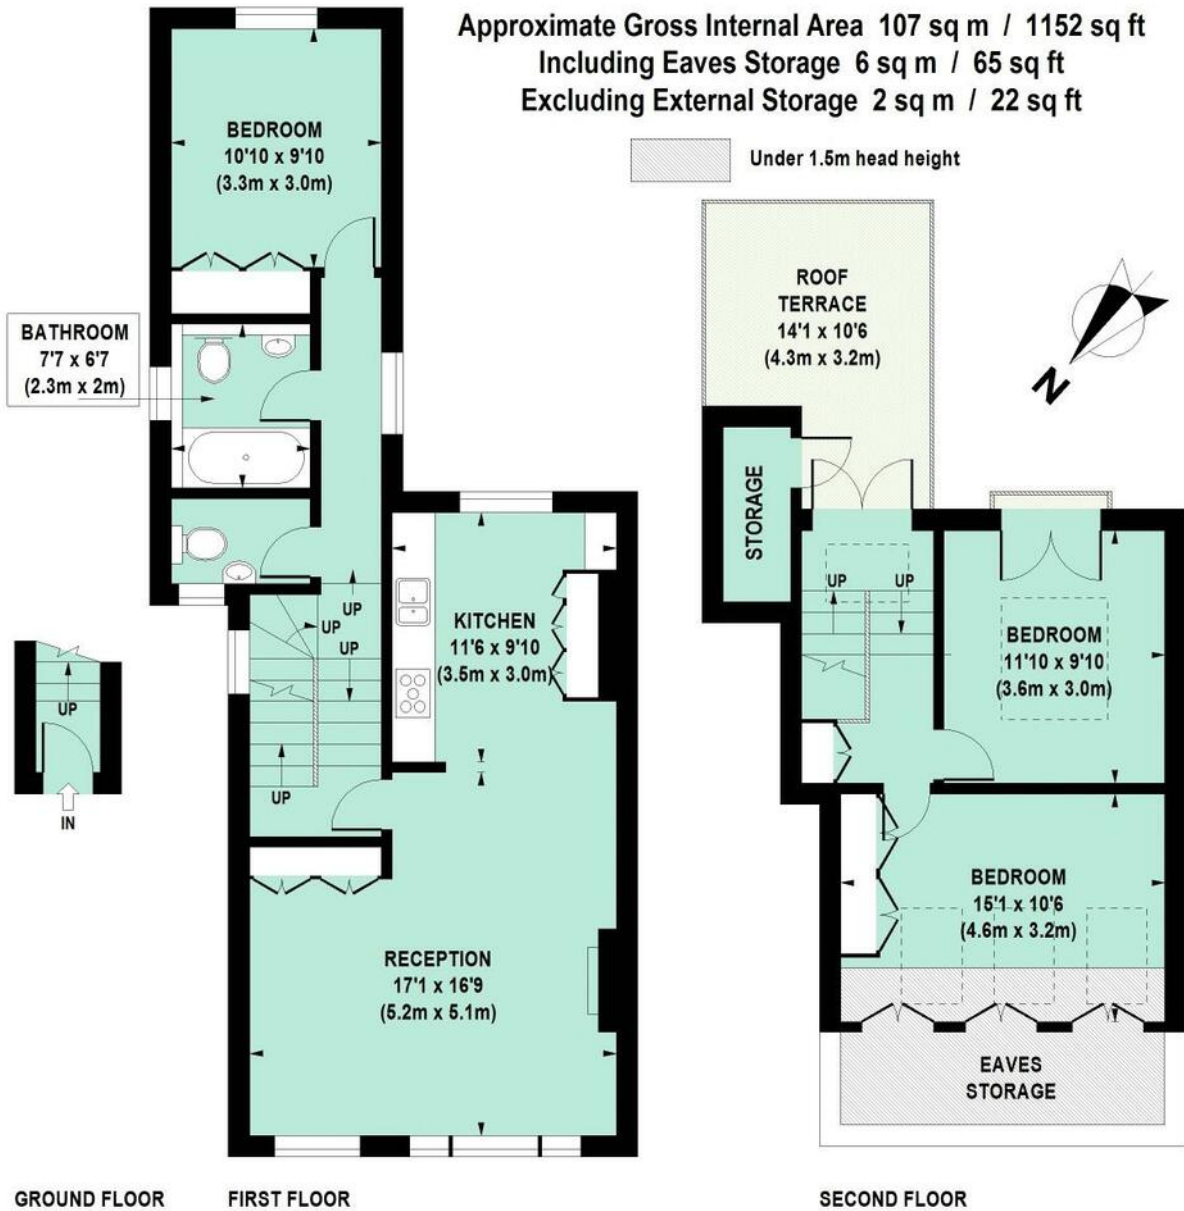 Approximate Gross Internal Area 107 sq m / 1152 sq ft
Including Eaves Storage 6 sq m / 65 sq ft
Excluding External Storage 2 sq m / 22 sq ft
Under 1.5m head height
BEDROOM
10'10 x 9'10
(3.3m x 3.0m)
BATHROOM
7'7 x 6'7
(2.3m x 2m)
UP
UP
UP
UP
KITCHEN
11'6 x 9'10
(3.5m x 3.0m)
RECEPTION
17'1 x 16'9
(5.2m x 5.1m)
UP
IN
ROOF
TERRACE
14'1 x 10'6
(4.3m x 3.2m)
N
STORAGE
UP
UP
BEDROOM
11'10 x 9'10
(3.6m x 3.0m)
BEDROOM
15'1 x 10'6
(4.6m x 3.2m)
EAVES
STORAGE
GROUND FLOOR
FIRST FLOOR
SECOND FLOOR